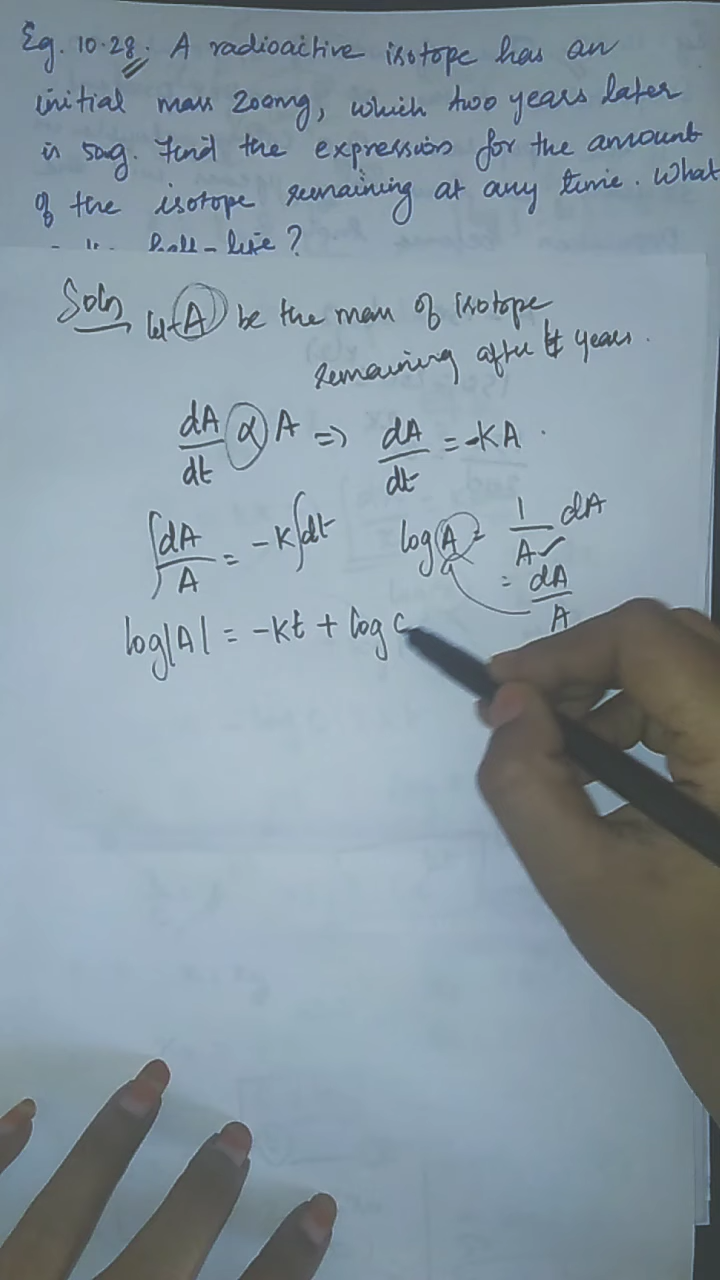 Eg. 10.28. A radioactive isotope has an
initial mass 200mg, which two years later
is 50mg. Find the expression for the amount
of the isotope remaining at any time. What
half-life?
Soln let A be the mass of isotope
remaining after t years.
dA/dt ∝ A => dA/dt = -KA.
∫dA/A = -K∫dt log A = 1/A dA
= dA/A
log|A| = -Kt + log C